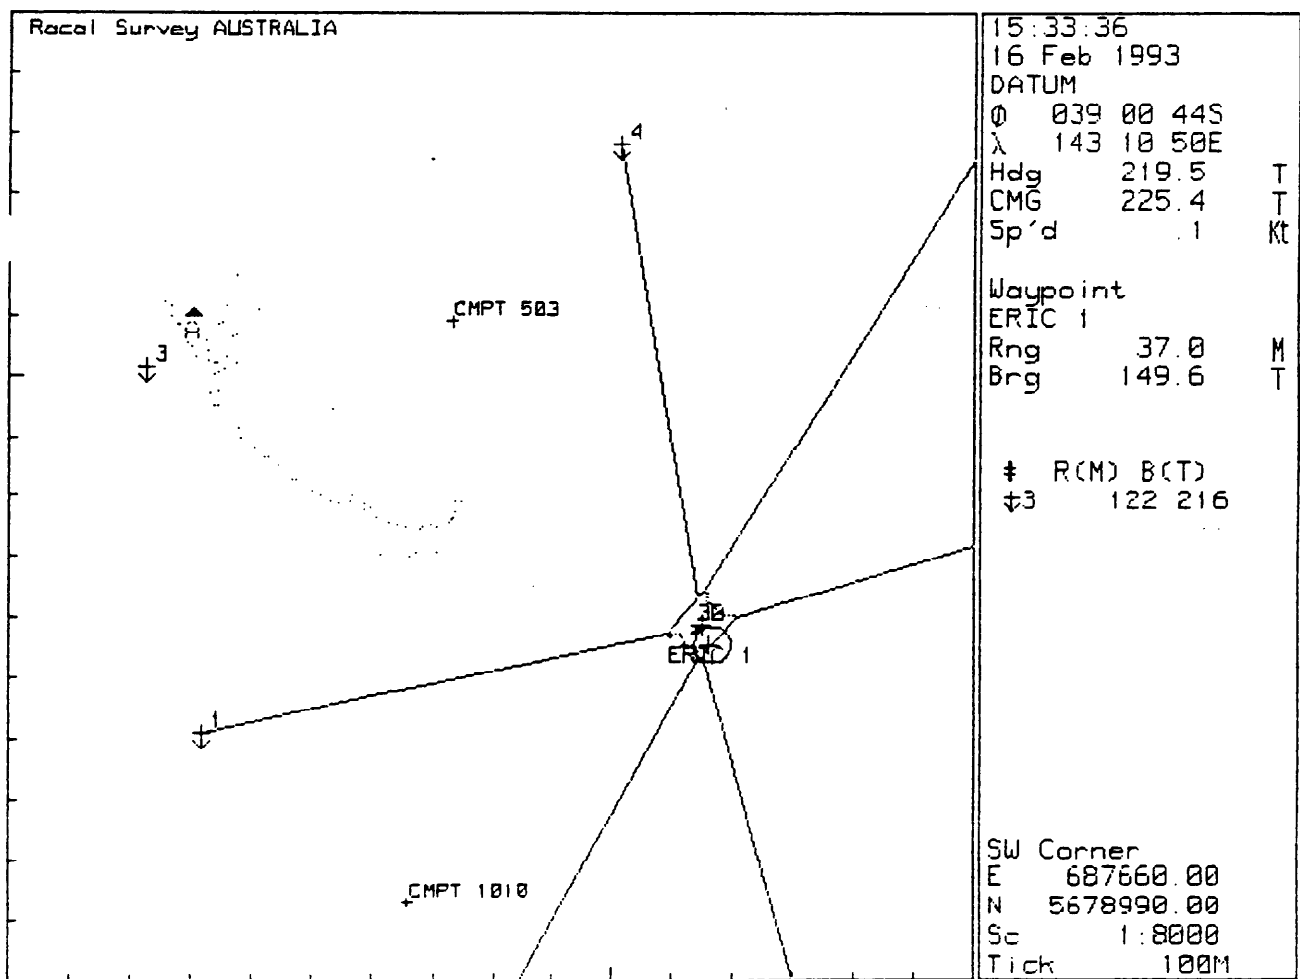 Racal Survey AUSTRALIA
4
CMPT 503
3
1
ERIC 1
CMPT 1010
15:33:36
16 Feb 1993
DATUM
Φ 039 00 44S
λ 143 10 50E
Hdg 219.5 T
CMG 225.4 T
Sp'd .1 Kt
Waypoint
ERIC 1
Rng 37.0 M
Brg 149.6 T
‡ R(M) B(T)
3 122 216
SW Corner
E 687660.00
N 5678990.00
Sc 1:8000
Tick 100M